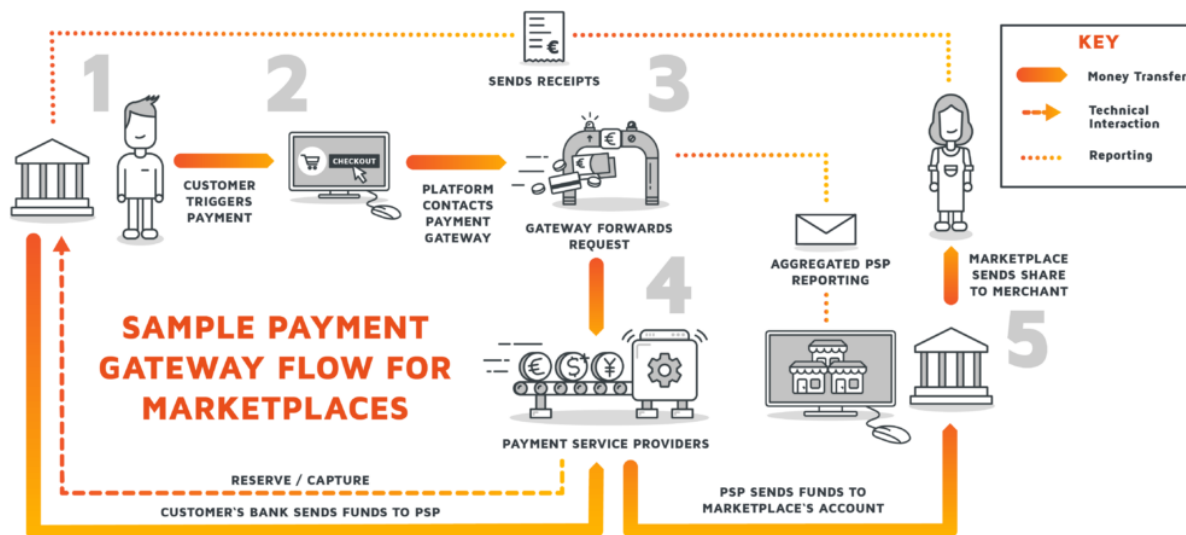 SENDS RECEIPTS
KEY
Money Transfer
Technical
Interaction
Reporting
1
2
3
CHECKOUT
€
€
€
CUSTOMER
TRIGGERS
PAYMENT
PLATFORM
CONTACTS
PAYMENT
GATEWAY
GATEWAY FORWARDS
REQUEST
AGGREGATED PSP
REPORTING
MARKETPLACE
SENDS SHARE
TO MERCHANT
4
5
SAMPLE PAYMENT
GATEWAY FLOW FOR
MARKETPLACES
€ $ ¥
PAYMENT SERVICE PROVIDERS
RESERVE / CAPTURE
CUSTOMER'S BANK SENDS FUNDS TO PSP
PSP SENDS FUNDS TO
MARKETPLACE'S ACCOUNT